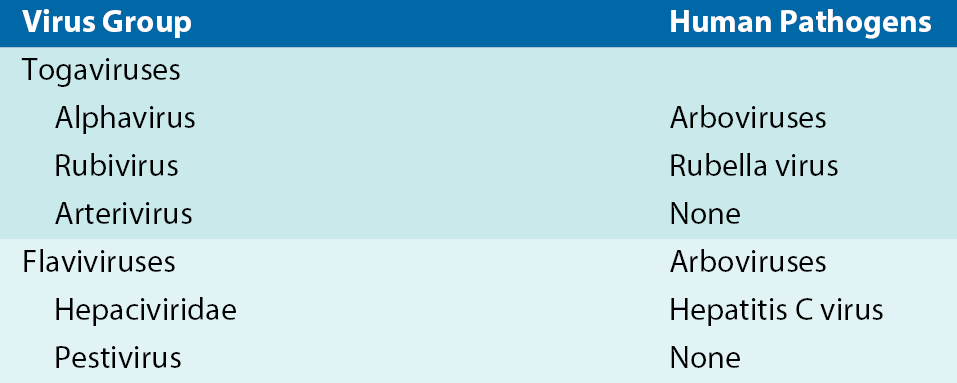 Virus Group Human Pathogens
Togaviruses
Alphavirus Arboviruses
Rubivirus Rubella virus
Arterivirus None
Flaviviruses Arboviruses
Hepaciviridae Hepatitis C virus
Pestivirus None